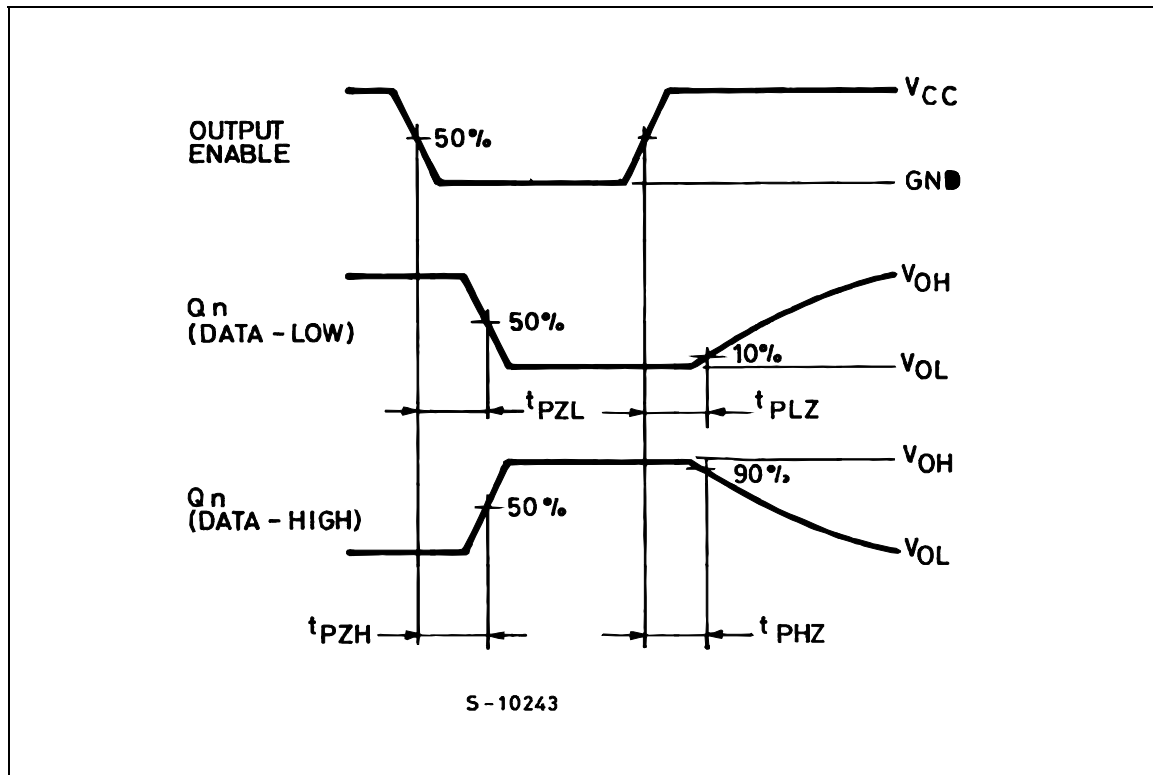 VCC
OUTPUT
ENABLE
50%
GND
VOH
Qn
(DATA - LOW)
50%
10%
VOL
tPZL
tPLZ
VOH
90%
Qn
(DATA - HIGH)
50%
VOL
tPZH
tPHZ
S-10243